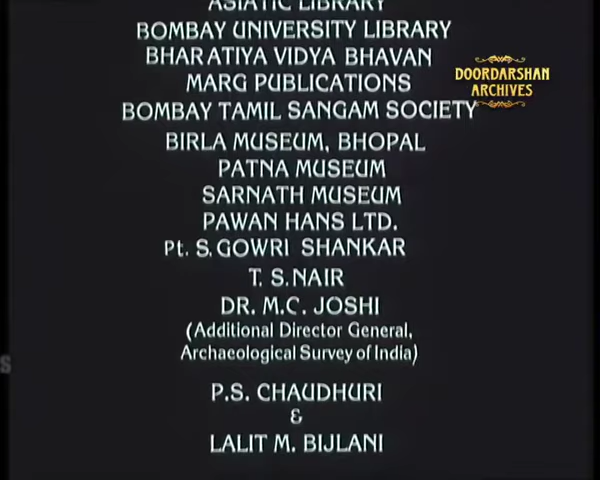 ASIATIC LIBRARY
BOMBAY UNIVERSITY LIBRARY
BHARATIYA VIDYA BHAVAN
MARG PUBLICATIONS
BOMBAY TAMIL SANGAM SOCIETY
BIRLA MUSEUM, BHOPAL
PATNA MUSEUM
SARNATH MUSEUM
PAWAN HANS LTD.
Pt. S. GOWRI SHANKAR
T. S. NAIR
DR. M.C. JOSHI
(Additional Director General,
Archaeological Survey of India)
P.S. CHAUDHURI
&
LALIT M. BIJLANI
DOORDARSHAN
ARCHIVES
S